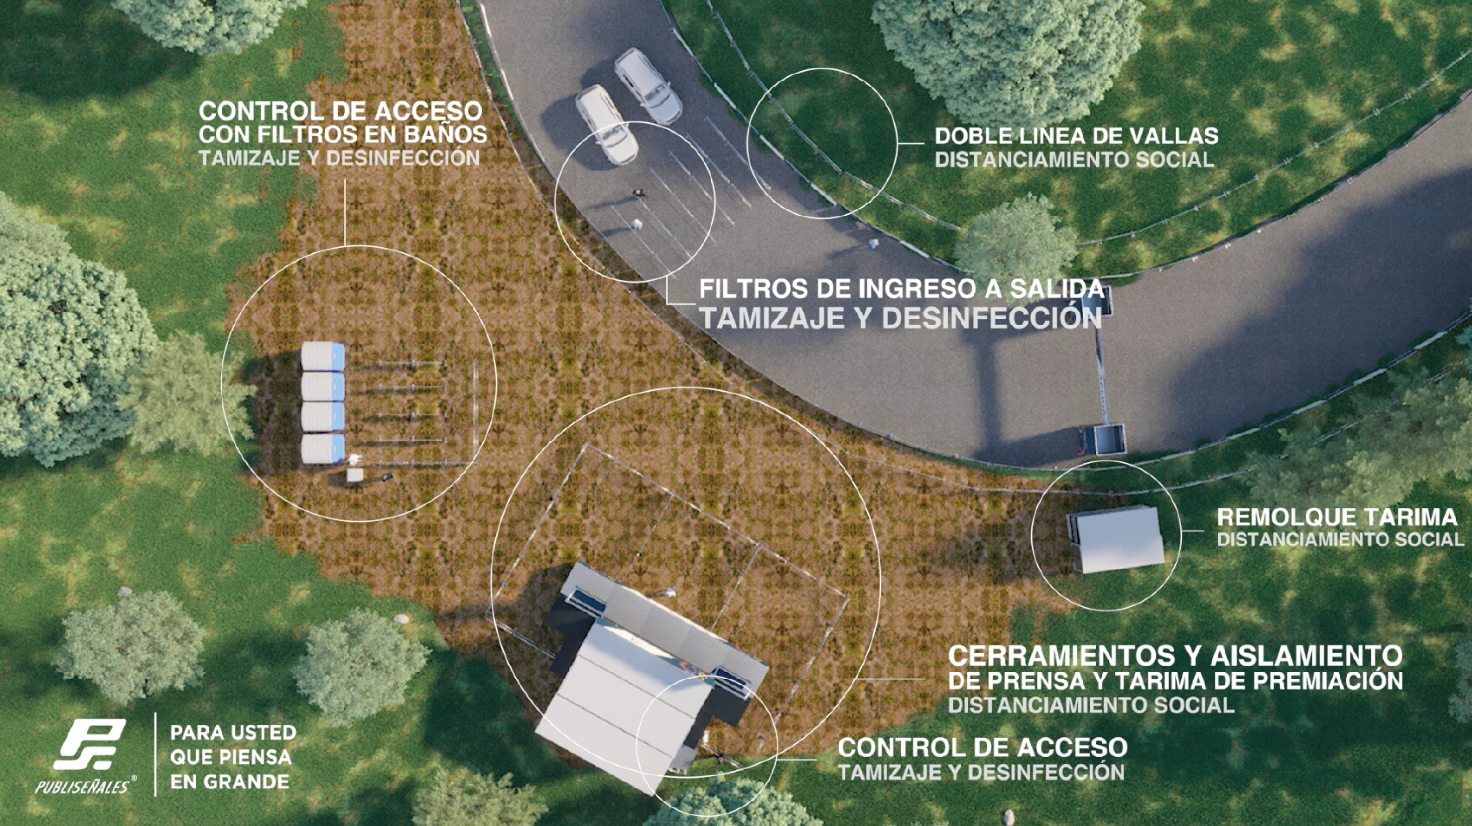 CONTROL DE ACCESO
CON FILTROS EN BAÑOS
TAMIZAJE Y DESINFECCIÓN
DOBLE LINEA DE VALLAS
DISTANCIAMIENTO SOCIAL
FILTROS DE INGRESO A SALIDA
TAMIZAJE Y DESINFECCIÓN
REMOLQUE TARIMA
DISTANCIAMIENTO SOCIAL
CERRAMIENTOS Y AISLAMIENTO
DE PRENSA Y TARIMA DE PREMIACIÓN
DISTANCIAMIENTO SOCIAL
CONTROL DE ACCESO
TAMIZAJE Y DESINFECCIÓN
PUBLISEÑALES®
PARA USTED
QUE PIENSA
EN GRANDE